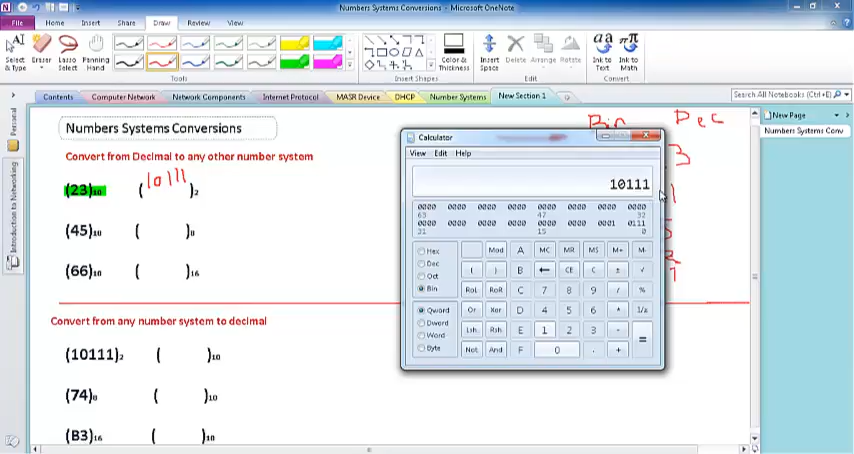 Numbers Systems Conversions - Microsoft OneNote
File Home Insert Share Draw Review View
Select & Type Eraser Lasso Select Panning Hand Color & Thickness Insert Space Delete Arrange Rotate Ink to Text Ink to Math
Tools Insert Shapes Edit Convert
Contents Computer Network Network Components Internet Protocol MASR Device DHCP Number Systems New Section 1 Search All Notebooks (Ctrl+E)
Personal
Introduction to Networking
New Page
Numbers Systems Conv
Numbers Systems Conversions
Convert from Decimal to any other number system
(23)10 (10111)2
(45)10 ( )8
(66)10 ( )16
Convert from any number system to decimal
(10111)2 ( )10
(74)8 ( )10
(B3)16 ( )10
Bin Dec
Calculator
View Edit Help
10111
0000 0000 0000 0000 0000 0000 0000 0000
63 47 32
0000 0000 0000 0000 0000 0000 0001 0111
31 15 0
Hex Mod A MC MR MS M+ M-
Dec
Oct ( ) B ← CE C ± √
Bin RoL RoR C 7 8 9 / %
Qword Or Xor D 4 5 6 * 1/x
Dword
Word Lsh Rsh E 1 2 3 - =
Byte Not And F 0 . +